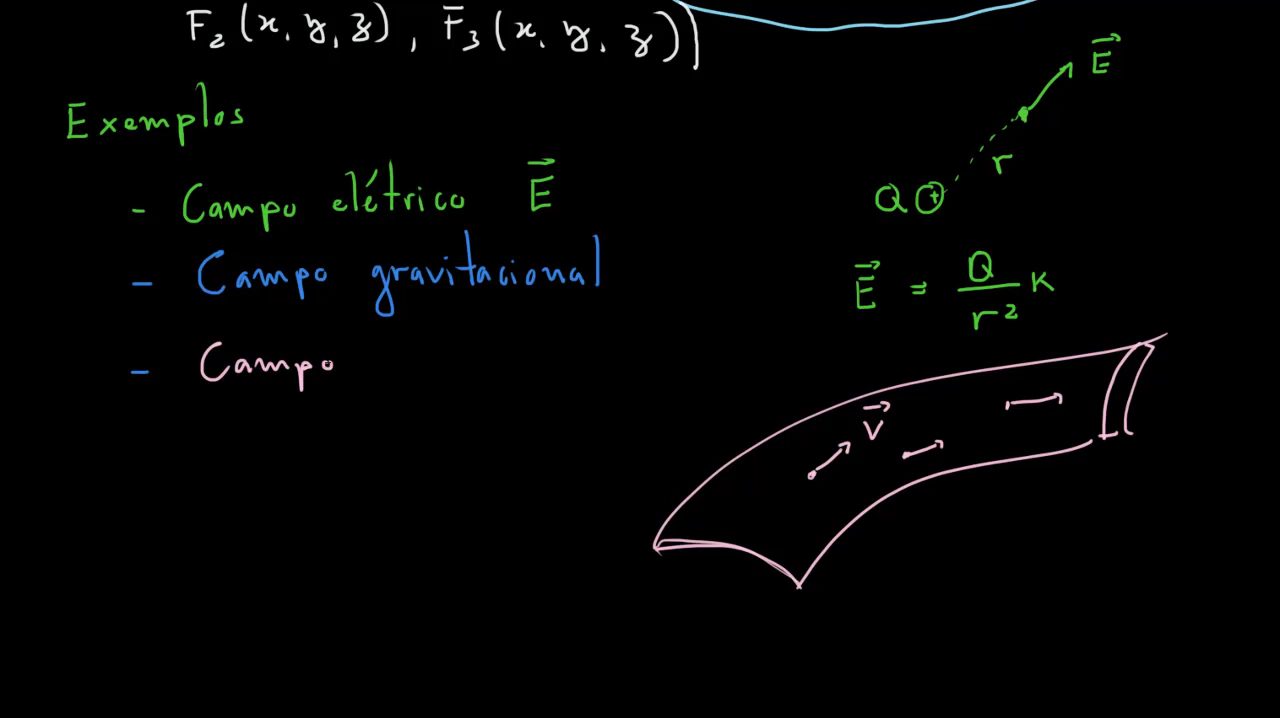 F₂(x, y, z), F₃(x, y, z))
Exemplos
- Campo elétrico E⃗
- Campo gravitacional
- Campo
E⃗
r
Q +
E⃗ = Q/r² K
V⃗